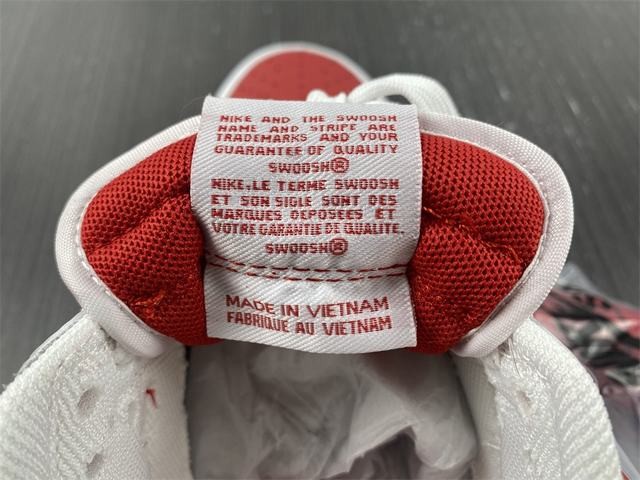 NIKE AND THE SWOOSH
NAME AND STRIPE ARE
TRADEMARKS AND YOUR
GUARANTEE OF QUALITY
SWOOSH®
NIKE.LE TERME SWOOSH
ET SON SIGLE SONT DES
MARQUES DEPOSEES ET
VOTRE GARANTIE DE QUALITE.
SWOOSH®
MADE IN VIETNAM
FABRIQUE AU VIETNAM